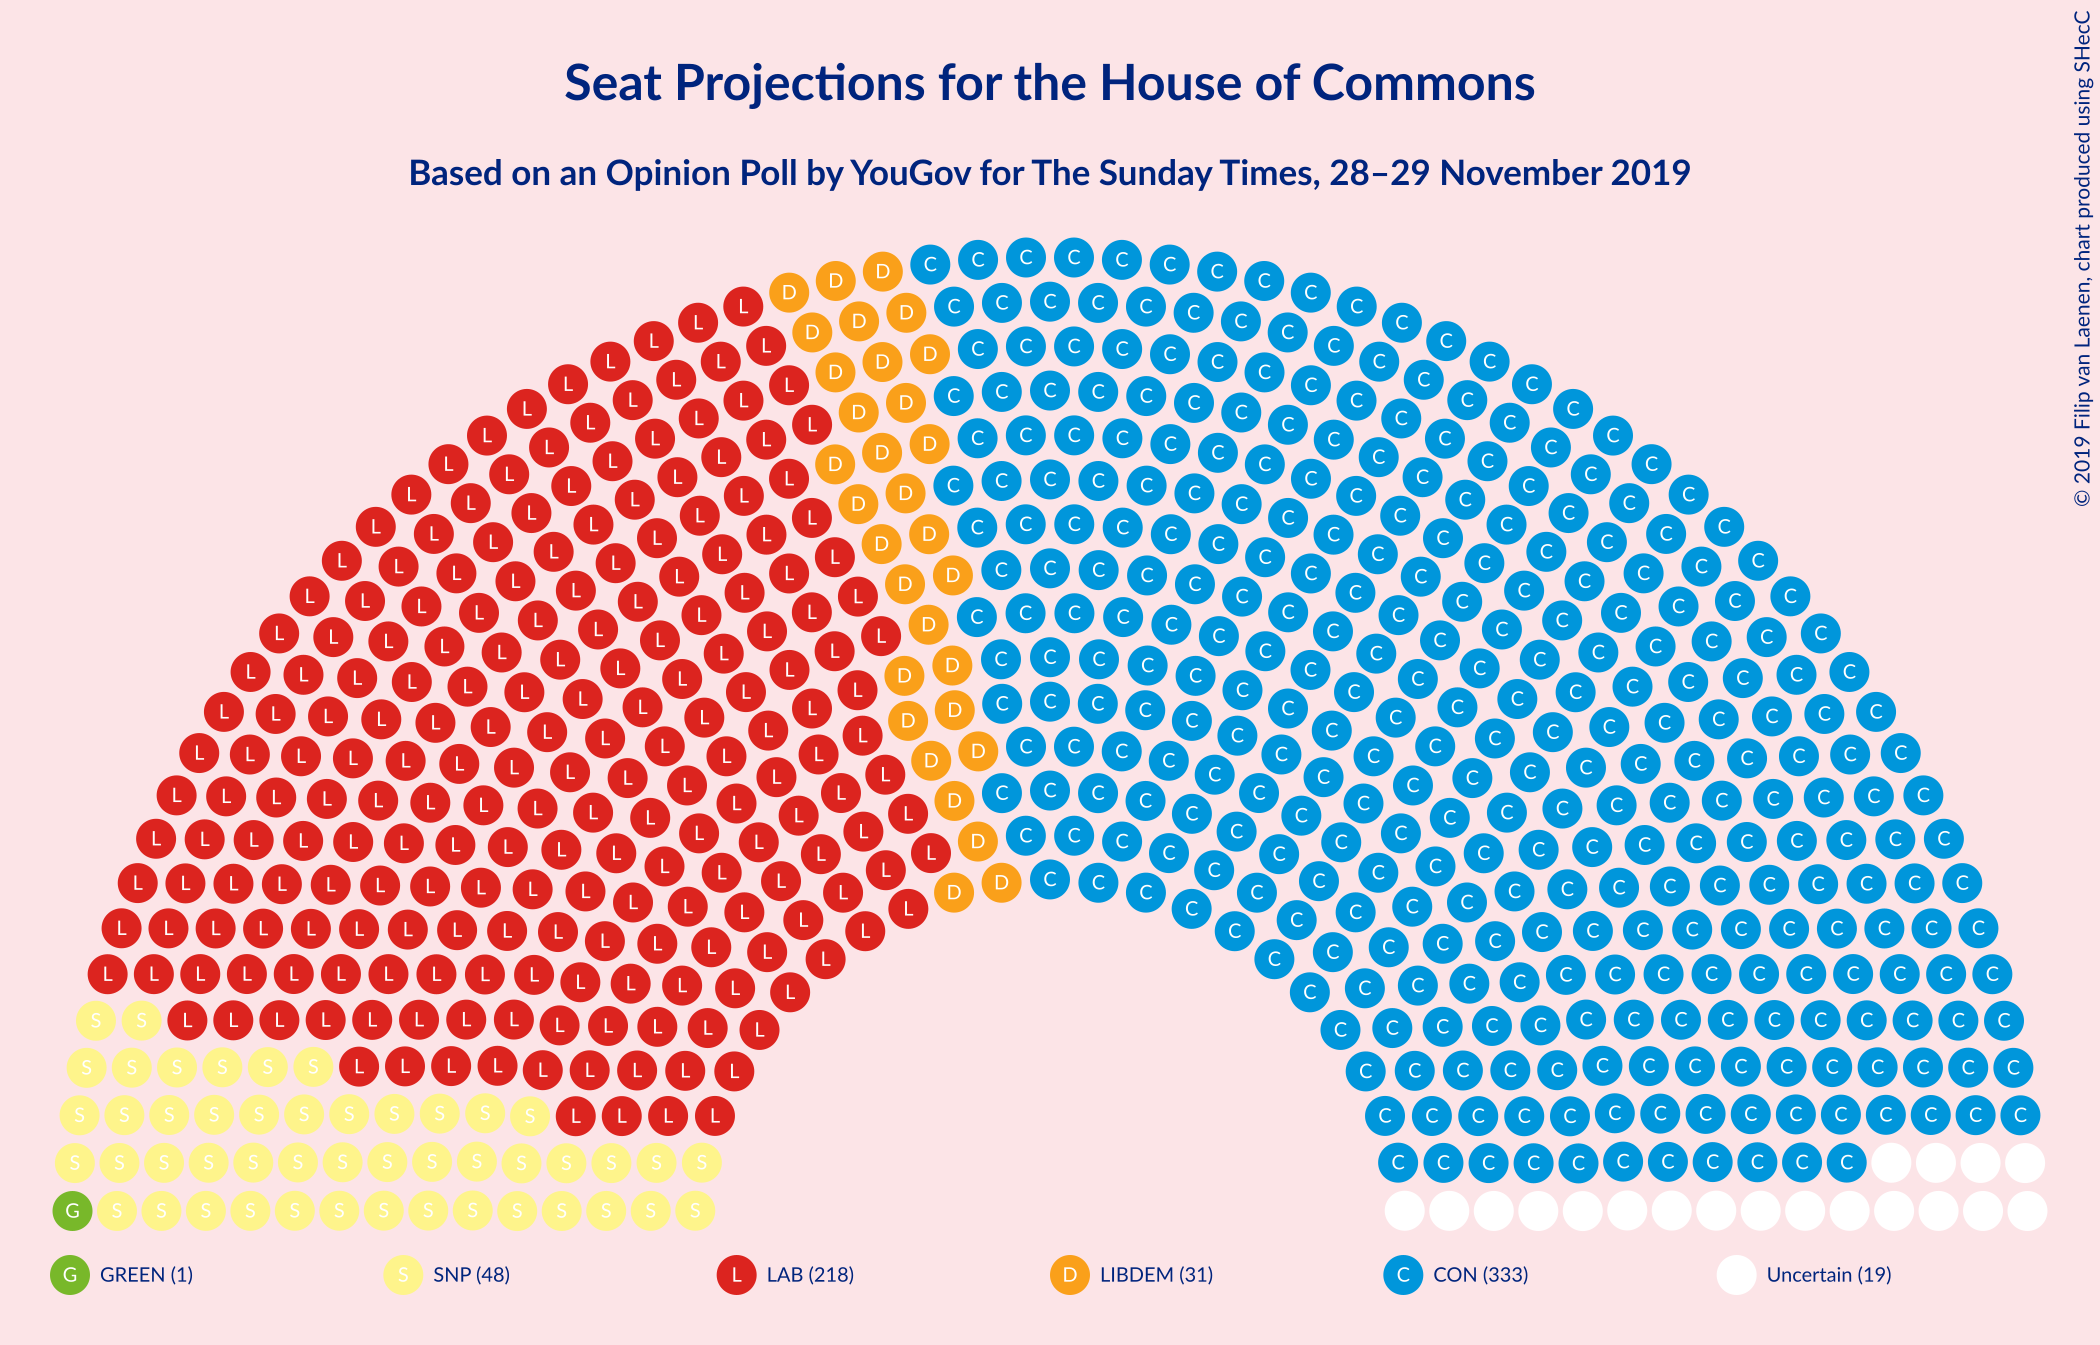 Seat Projections for the House of Commons
Based on an Opinion Poll by YouGov for The Sunday Times, 28–29 November 2019
© 2019 Filip van Laenen, chart produced using SHecC
G GREEN (1)
S SNP (48)
L LAB (218)
D LIBDEM (31)
C CON (333)
Uncertain (19)